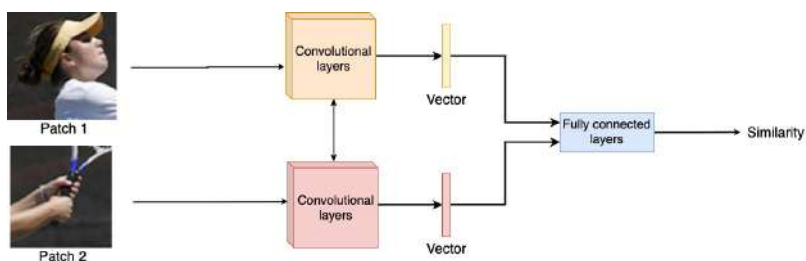 Patch 1
Convolutional
layers
Vector
Fully connected
layers
Similarity
Patch 2
Convolutional
layers
Vector